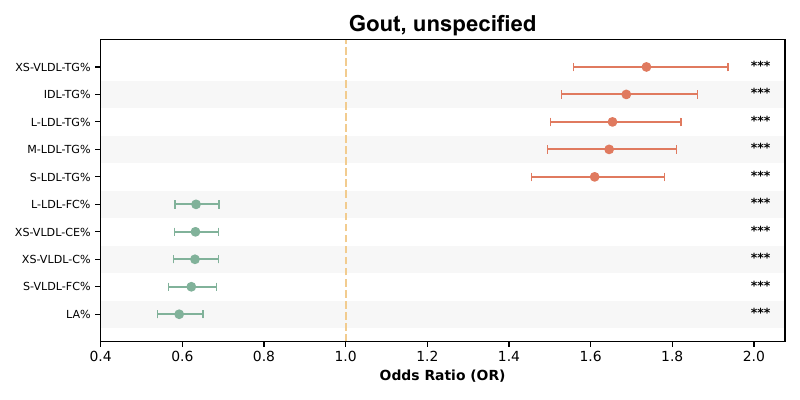 Gout, unspecified
XS-VLDL-TG% ***
IDL-TG% ***
L-LDL-TG% ***
M-LDL-TG% ***
S-LDL-TG% ***
L-LDL-FC% ***
XS-VLDL-CE% ***
XS-VLDL-C% ***
S-VLDL-FC% ***
LA% ***
0.4 0.6 0.8 1.0 1.2 1.4 1.6 1.8 2.0
Odds Ratio (OR)